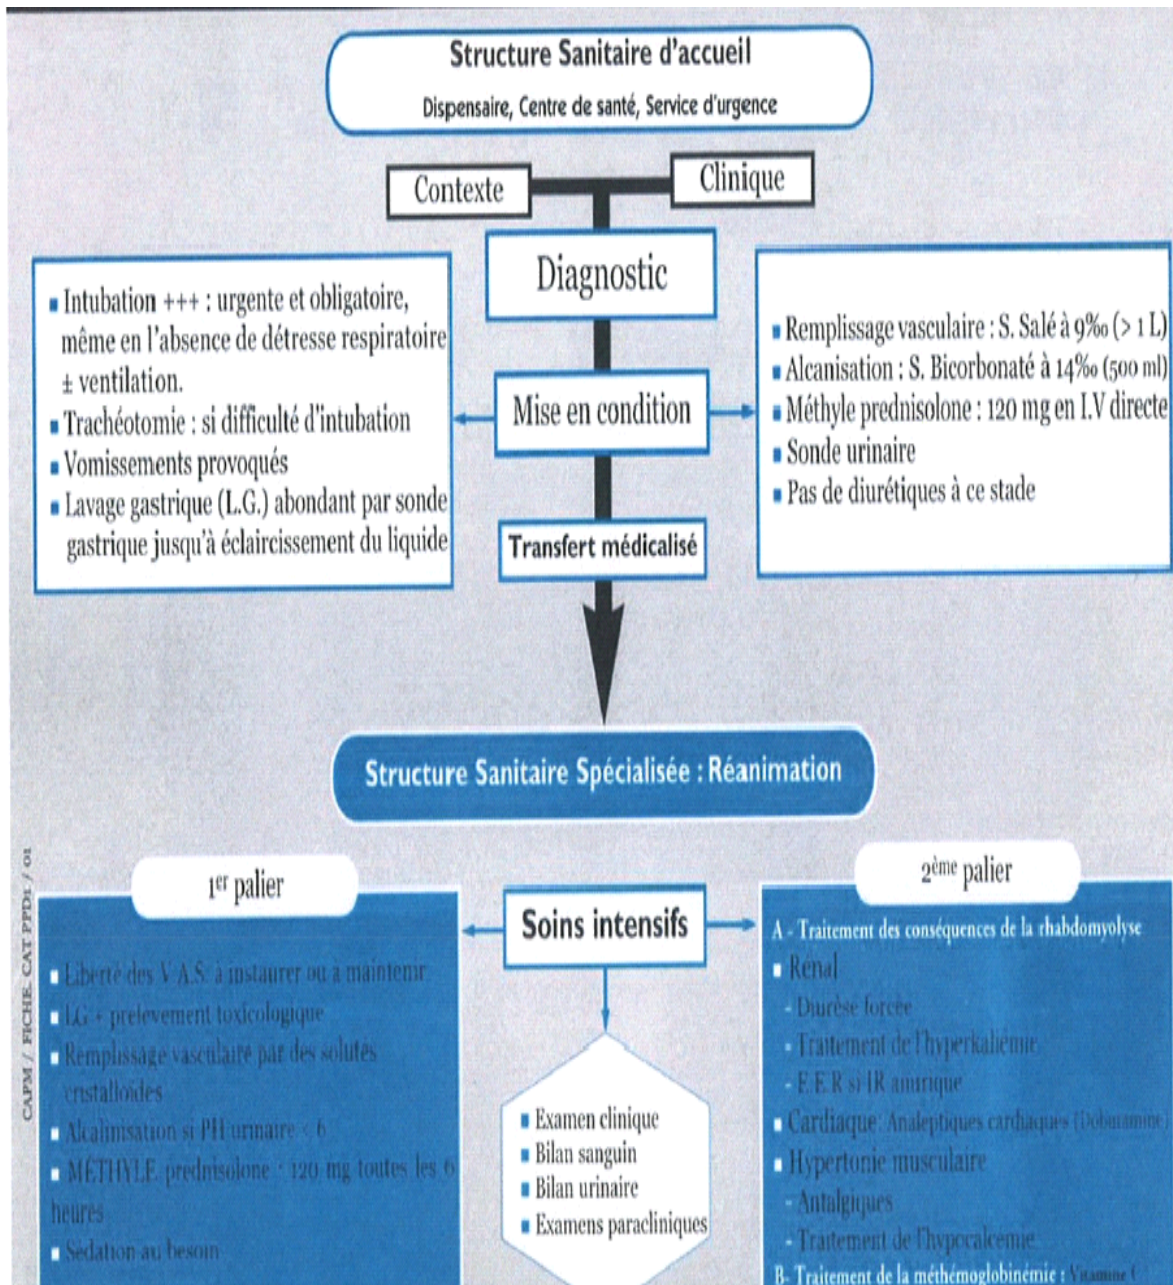 Structure Sanitaire d'accueil
Dispensaire, Centre de santé, Service d'urgence
Contexte
Clinique
Diagnostic
■ Intubation +++ : urgente et obligatoire,
même en l'absence de détresse respiratoire
± ventilation.
■ Trachéotomie : si difficulté d'intubation
■ Vomissements provoqués
■ Lavage gastrique (L.G.) abondant par sonde
gastrique jusqu'à éclaircissement du liquide
Mise en condition
■ Remplissage vasculaire : S. Salé à 9‰ (> 1 L)
■ Alcanisation : S. Bicorbonaté à 14‰ (500 ml)
■ Méthyle prednisolone : 120 mg en I.V directe
■ Sonde urinaire
■ Pas de diurétiques à ce stade
Transfert médicalisé
Structure Sanitaire Spécialisée : Réanimation
CAPM / FICHE. CAT PPD1 / 01
1er palier
■ Liberté des V.A.S. à instaurer ou à maintenir
■ LG + prélèvement toxicologique
■ Remplissage vasculaire par des solutés
cristalloïdes
■ Alcalinisation si PH urinaire < 6
■ MÉTHYLE prédnisolone : 120 mg toutes les 6
heures
■ Sédation au besoin
Soins intensifs
■ Examen clinique
■ Bilan sanguin
■ Bilan urinaire
■ Examens paracliniques
2ème palier
A - Traitement des conséquences de la rhabdomyolyse
■ Rénal
- Diurèse forcée
- Traitement de l'hyperkaliémie
- E.E.R si IR anurique
■ Cardiaque: Analeptiques cardiaques (Dobutamine)
■ Hypertonie musculaire
- Antalgiques
- Traitement de l'hypocalcémie
B- Traitement de la méthémoglobinémie : Vitamine C